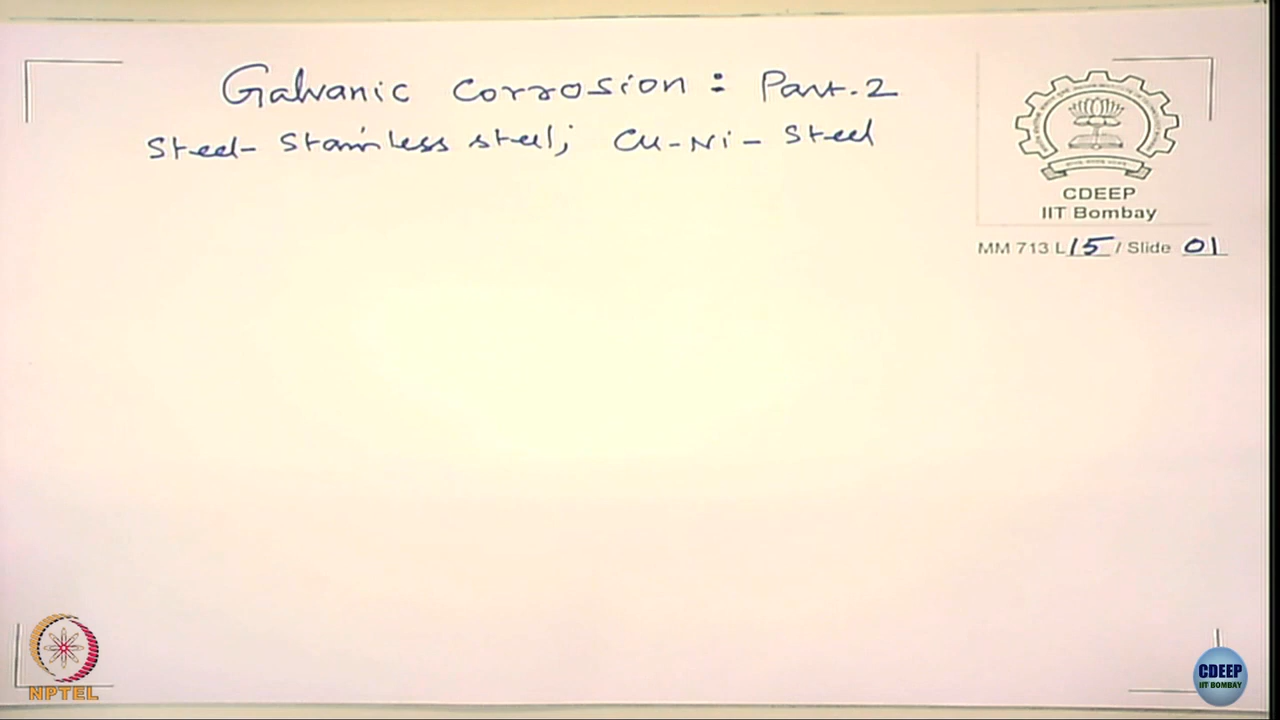 Galvanic Corrosion : Part. 2
Steel- Stainless steel; Cu-Ni- Steel
CDEEP
IIT Bombay
MM 713 L15 / Slide 01
NPTEL
CDEEP
IIT BOMBAY